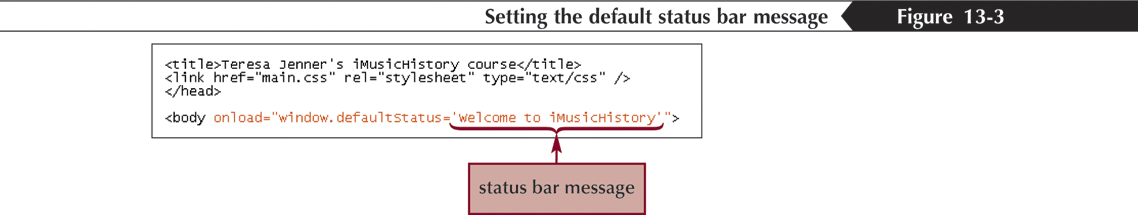 Setting the default status bar message
Figure 13-3
<title>Teresa Jenner's iMusicHistory course</title>
<link href="main.css" rel="stylesheet" type="text/css" />
</head>
<body onload="window.defaultStatus='Welcome to iMusicHistory'">
status bar message